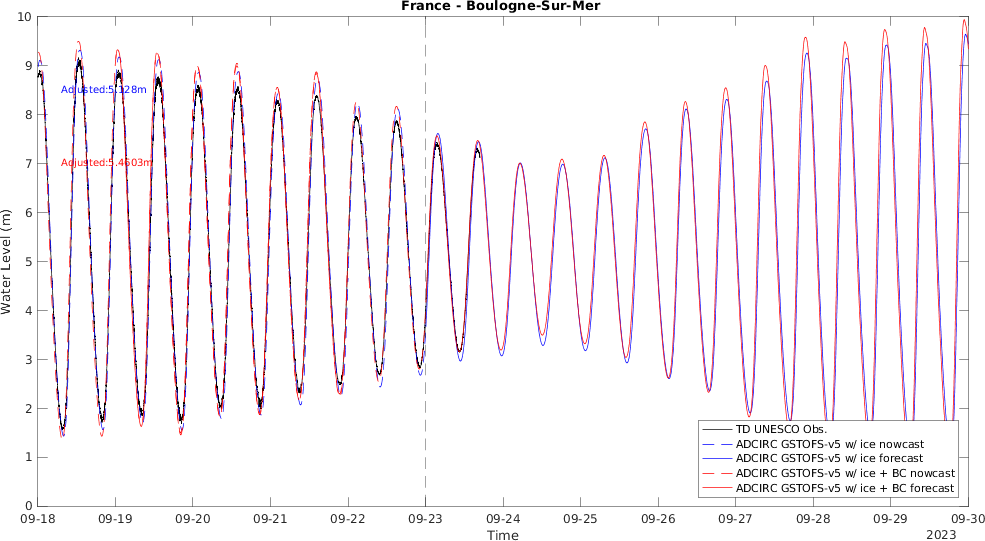 France - Boulogne-Sur-Mer
10
9
8
7
6
5
4
3
2
1
0
Water Level (m)
Adjusted:5.128m
Adjusted:5.4603m
TD UNESCO Obs.
ADCIRC GSTOFS-v5 w/ ice nowcast
ADCIRC GSTOFS-v5 w/ ice forecast
ADCIRC GSTOFS-v5 w/ ice + BC nowcast
ADCIRC GSTOFS-v5 w/ ice + BC forecast
09-18 09-19 09-20 09-21 09-22 09-23 09-24 09-25 09-26 09-27 09-28 09-29 09-30
Time
2023